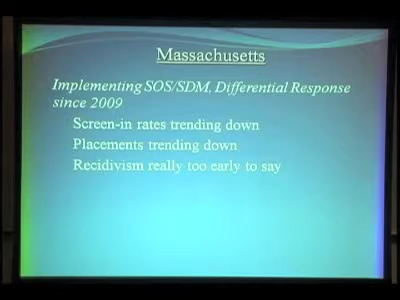 Massachusetts
Implementing SOS/SDM, Differential Response
since 2009
Screen-in rates trending down
Placements trending down
Recidivism really too early to say